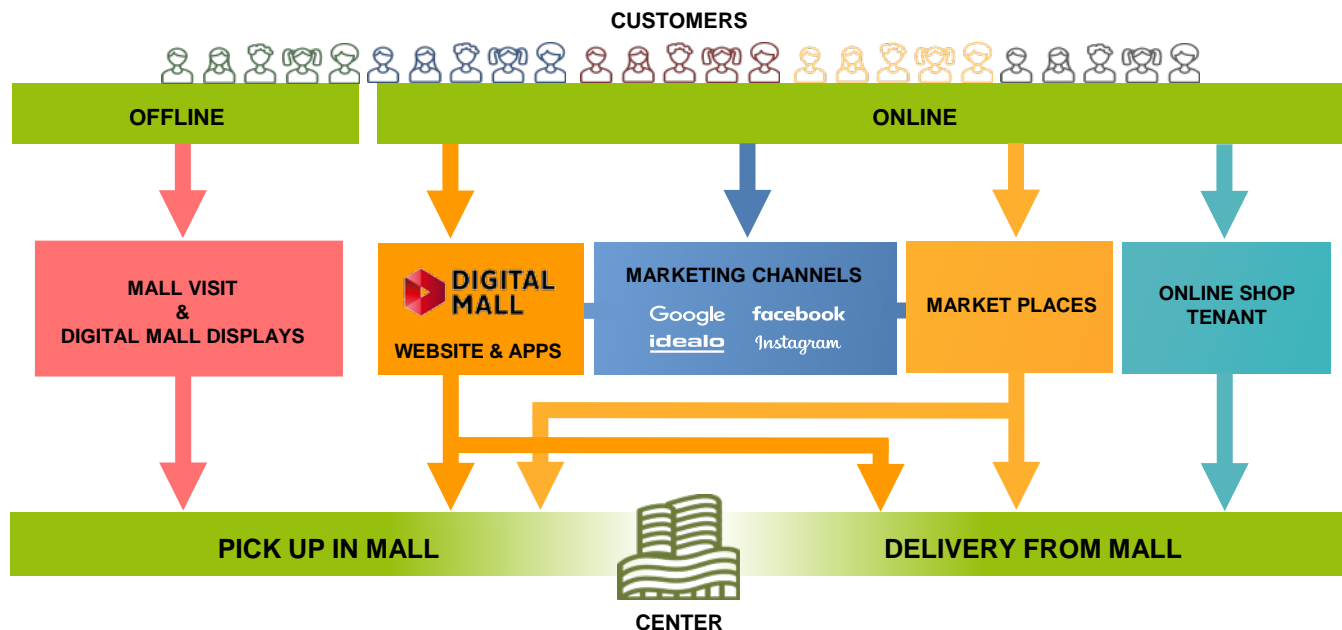 CUSTOMERS
OFFLINE
ONLINE
MALL VISIT
&
DIGITAL MALL DISPLAYS
DIGITAL
MALL
WEBSITE & APPS
MARKETING CHANNELS
Google facebook
idealo Instagram
MARKET PLACES
ONLINE SHOP
TENANT
PICK UP IN MALL
DELIVERY FROM MALL
CENTER